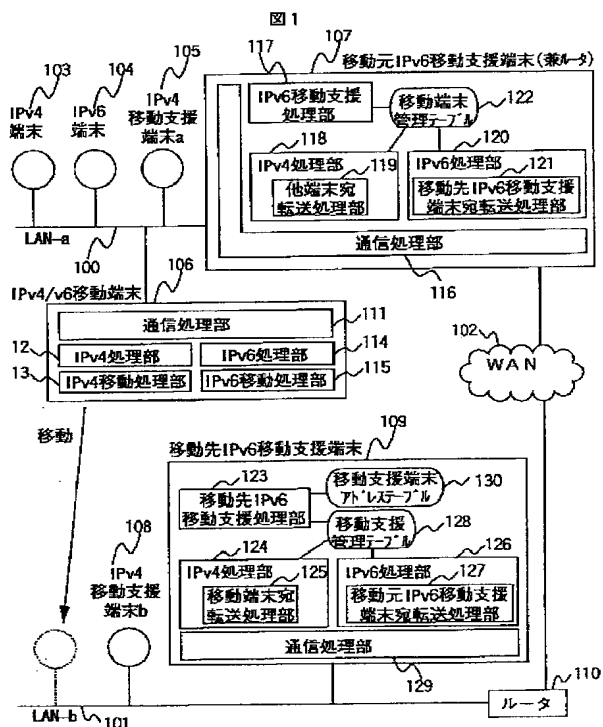 図1
103
IPv4
端末
104
IPv6
端末
105
IPv4
移動支援
端末a
LAN-a
100
107
移動元IPv6移動支援端末(兼ルータ)
117
IPv6移動支援
処理部
移動端末
管理テーブル
122
118
IPv4処理部
119
他端末宛
転送処理部
120
IPv6処理部
121
移動先IPv6移動支援
端末宛転送処理部
通信処理部
116
106
IPv4/v6移動端末
通信処理部
111
12
IPv4処理部
IPv6処理部
114
13
IPv4移動処理部
IPv6移動処理部
115
102
WAN
移動
109
移動先IPv6移動支援端末
123
移動先IPv6
移動支援処理部
移動支援端末
アドレステーブル
130
移動支援
管理テーブル
128
124
IPv4処理部
125
移動端末宛
転送処理部
126
IPv6処理部
127
移動元IPv6移動支援
端末宛転送処理部
通信処理部
129
108
IPv4
移動支援
端末b
LAN-b
101
110
ルータ